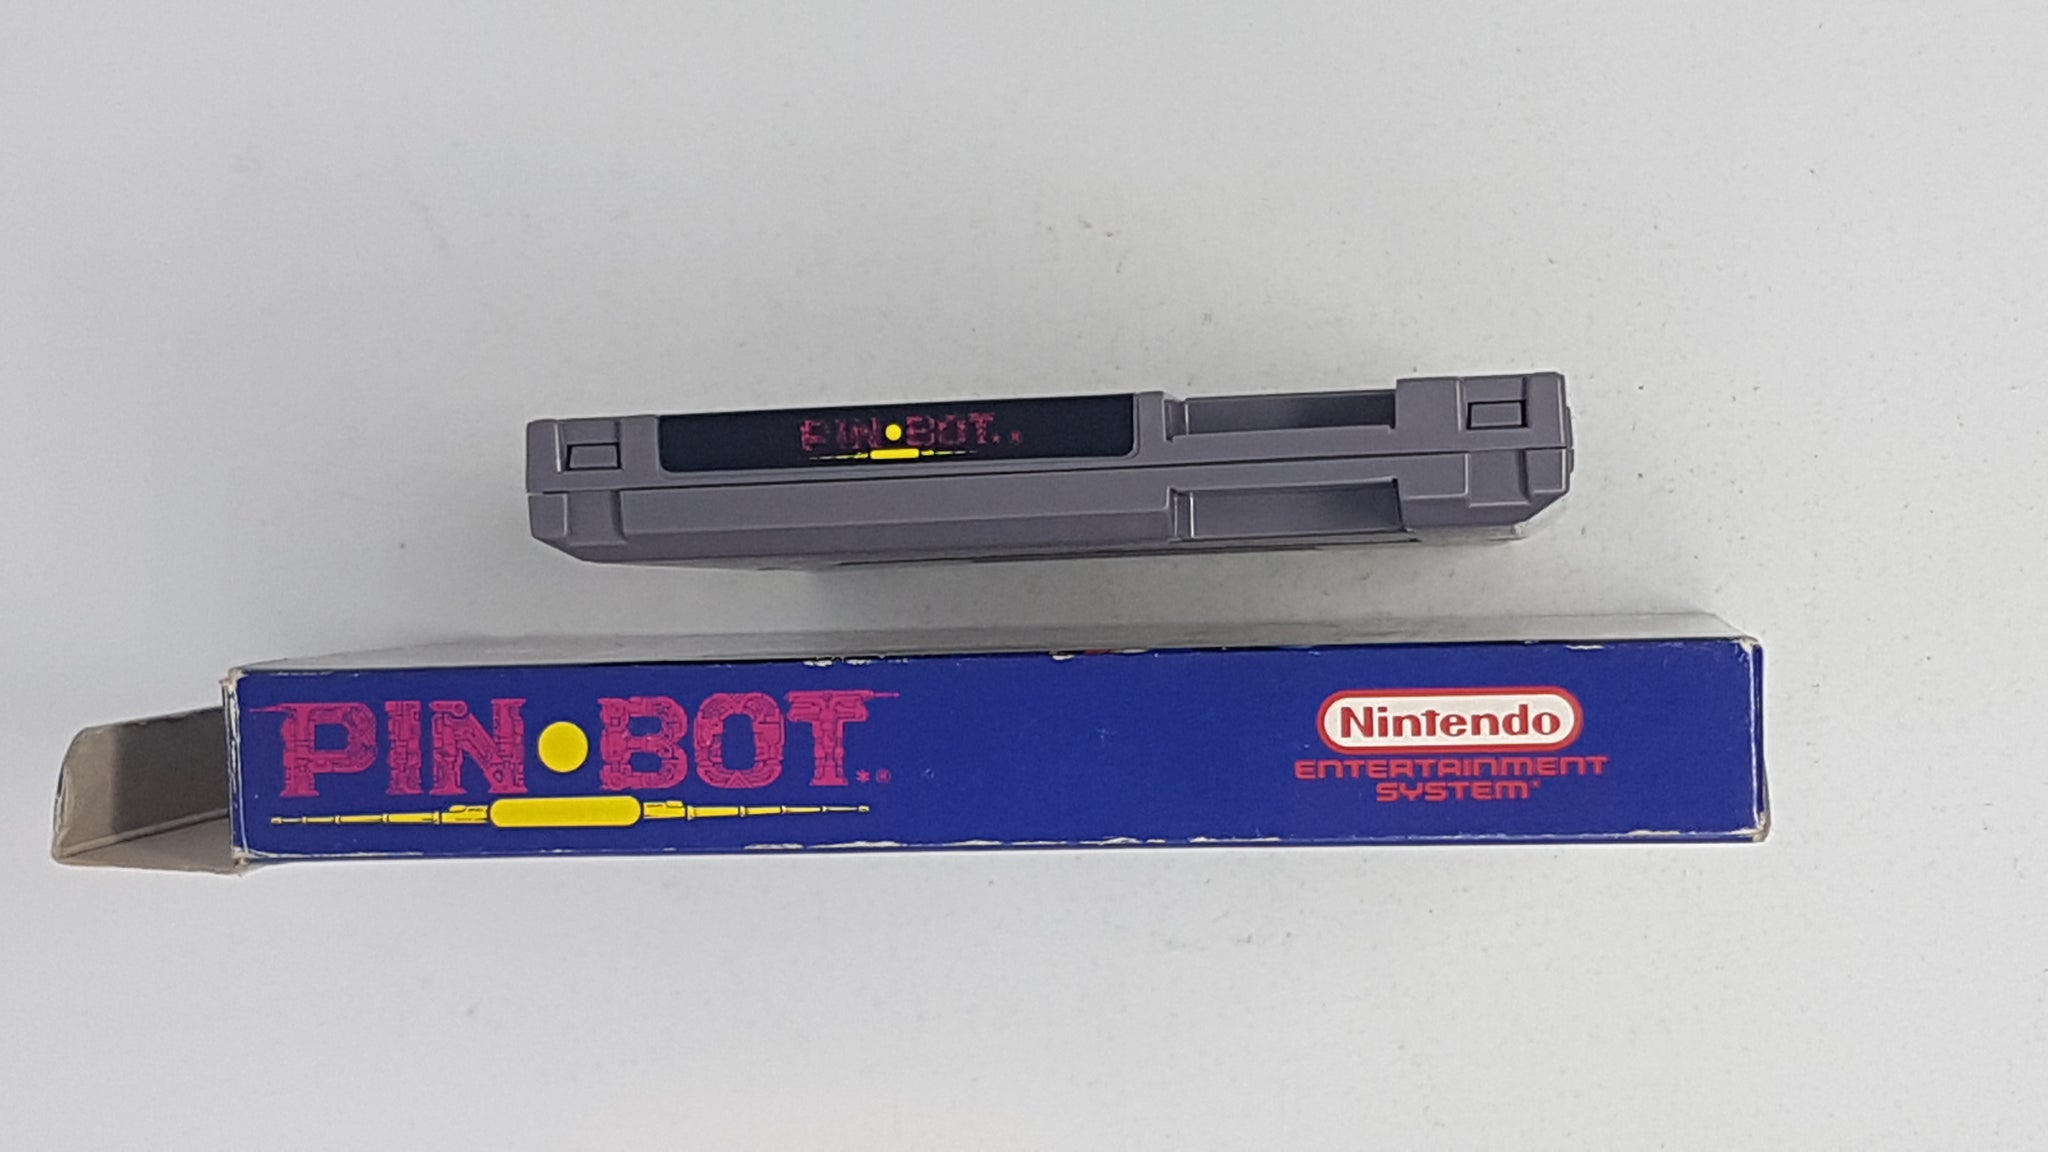 PIN•BOT*®
PIN•BOT*®
Nintendo
ENTERTAINMENT
SYSTEM®